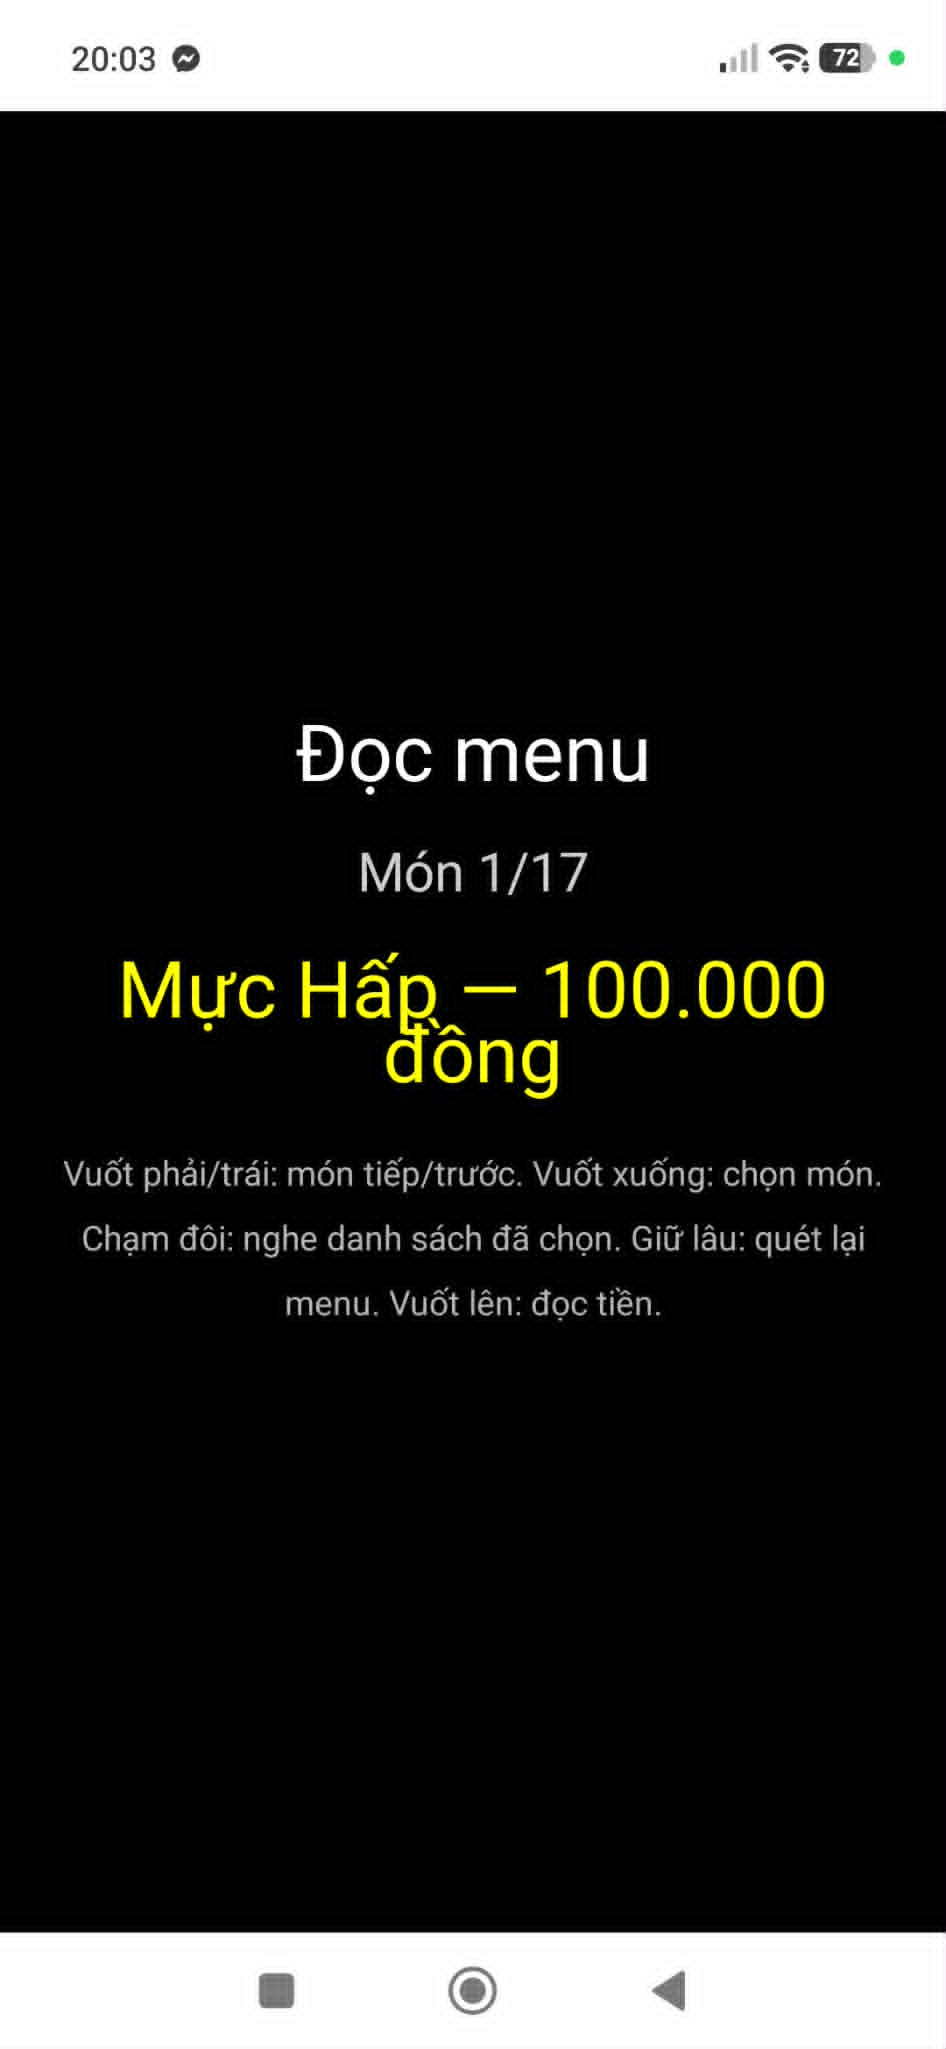 20:03
72
Đọc menu
Món 1/17
Mực Hấp — 100.000
đồng
Vuốt phải/trái: món tiếp/trước. Vuốt xuống: chọn món.
Chạm đôi: nghe danh sách đã chọn. Giữ lâu: quét lại
menu. Vuốt lên: đọc tiền.